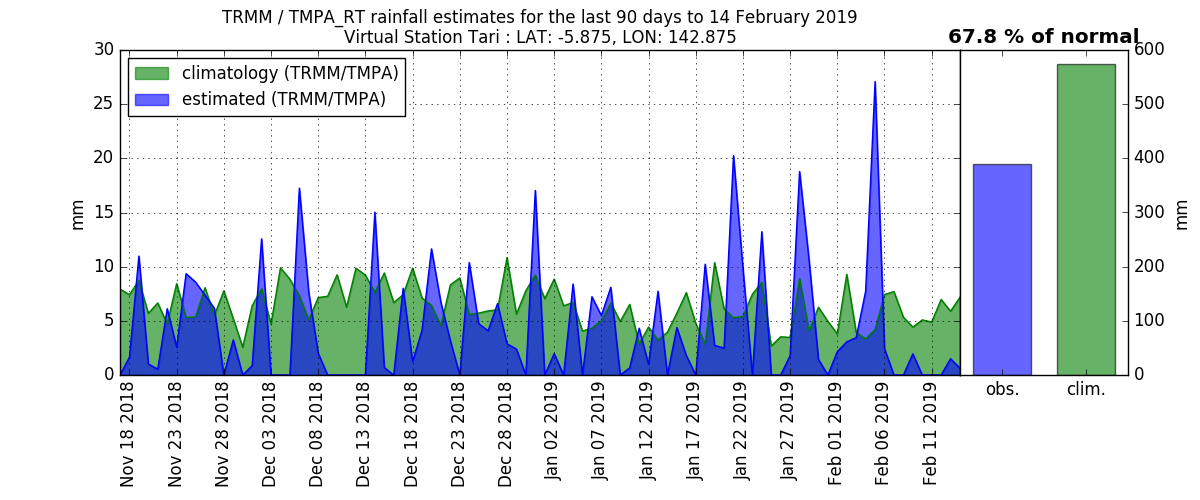 TRMM / TMPA_RT rainfall estimates for the last 90 days to 14 February 2019
Virtual Station Tari : LAT: -5.875, LON: 142.875
67.8 % of normal
climatology (TRMM/TMPA)
estimated (TRMM/TMPA)
30
25
20
15
10
5
0
mm
600
500
400
300
200
100
0
mm
Nov 18 2018
Nov 23 2018
Nov 28 2018
Dec 03 2018
Dec 08 2018
Dec 13 2018
Dec 18 2018
Dec 23 2018
Dec 28 2018
Jan 02 2019
Jan 07 2019
Jan 12 2019
Jan 17 2019
Jan 22 2019
Jan 27 2019
Feb 01 2019
Feb 06 2019
Feb 11 2019
obs.
clim.